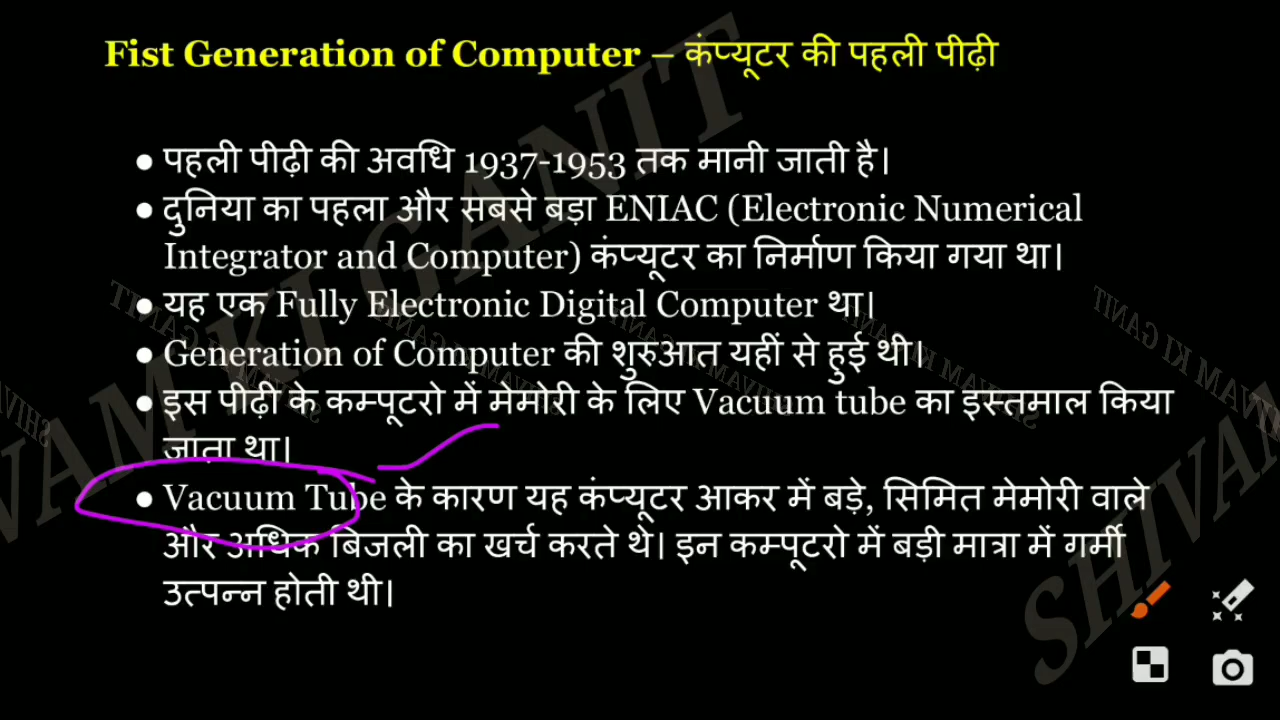 Fist Generation of Computer – कंप्यूटर की पहली पीढ़ी
● पहली पीढ़ी की अवधि 1937-1953 तक मानी जाती है।
● दुनिया का पहला और सबसे बड़ा ENIAC (Electronic Numerical
Integrator and Computer) कंप्यूटर का निर्माण किया गया था।
● यह एक Fully Electronic Digital Computer था।
● Generation of Computer की शुरुआत यहीं से हुई थी।
● इस पीढ़ी के कम्पूटरो में मेमोरी के लिए Vacuum tube का इस्तमाल किया
जाता था।
● Vacuum Tube के कारण यह कंप्यूटर आकर में बड़े, सिमित मेमोरी वाले
और अधिक बिजली का खर्च करते थे। इन कम्पूटरो में बड़ी मात्रा में गर्मी
उत्पन्न होती थी।
SHIVAM KI GANIT